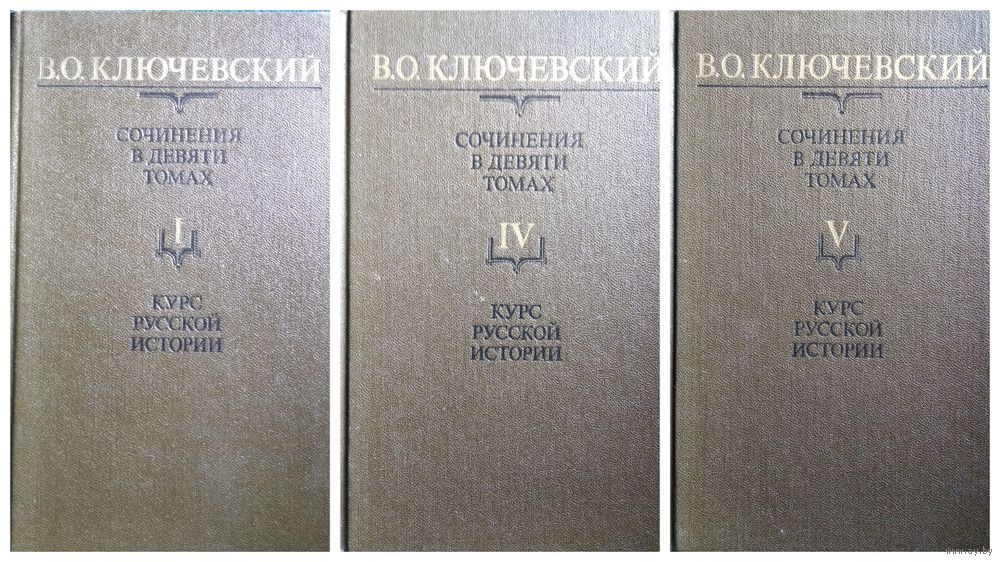 В.О. КЛЮЧЕВСКИЙ
СОЧИНЕНИЯ
В ДЕВЯТИ
ТОМАХ
I
КУРС
РУССКОЙ
ИСТОРИИ
В.О. КЛЮЧЕВСКИЙ
СОЧИНЕНИЯ
В ДЕВЯТИ
ТОМАХ
IV
КУРС
РУССКОЙ
ИСТОРИИ
В.О. КЛЮЧЕВСКИЙ
СОЧИНЕНИЯ
В ДЕВЯТИ
ТОМАХ
V
КУРС
РУССКОЙ
ИСТОРИИ